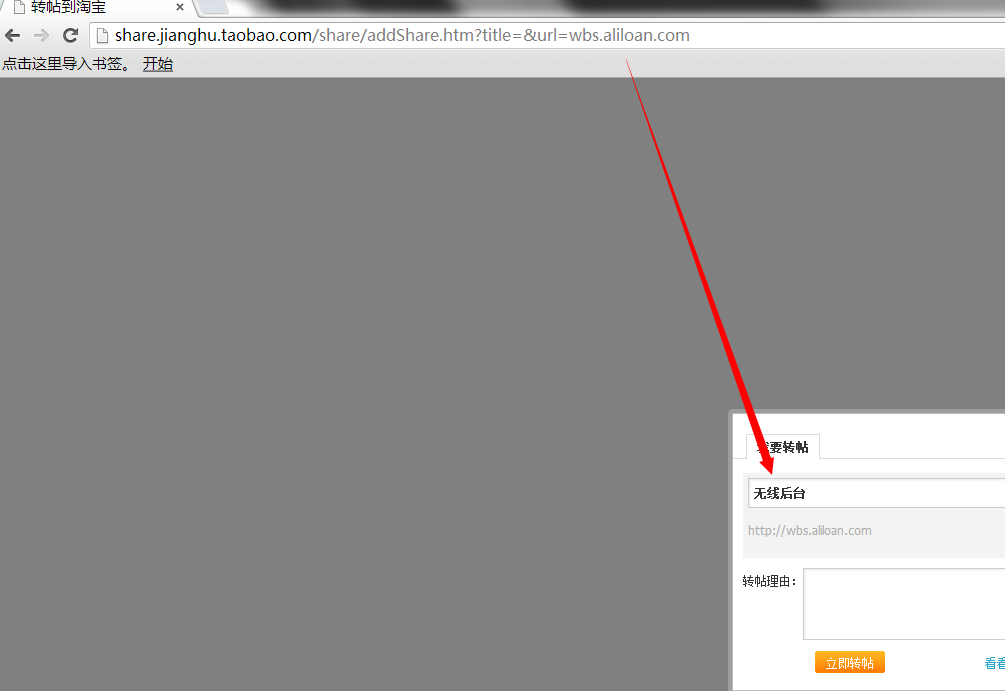 转帖到淘宝
share.jianghu.taobao.com/share/addShare.htm?title=&url=wbs.aliloan.com
点击这里导入书签。 开始
我要转帖
无线后台
http://wbs.aliloan.com
转帖理由：
立即转帖
看看